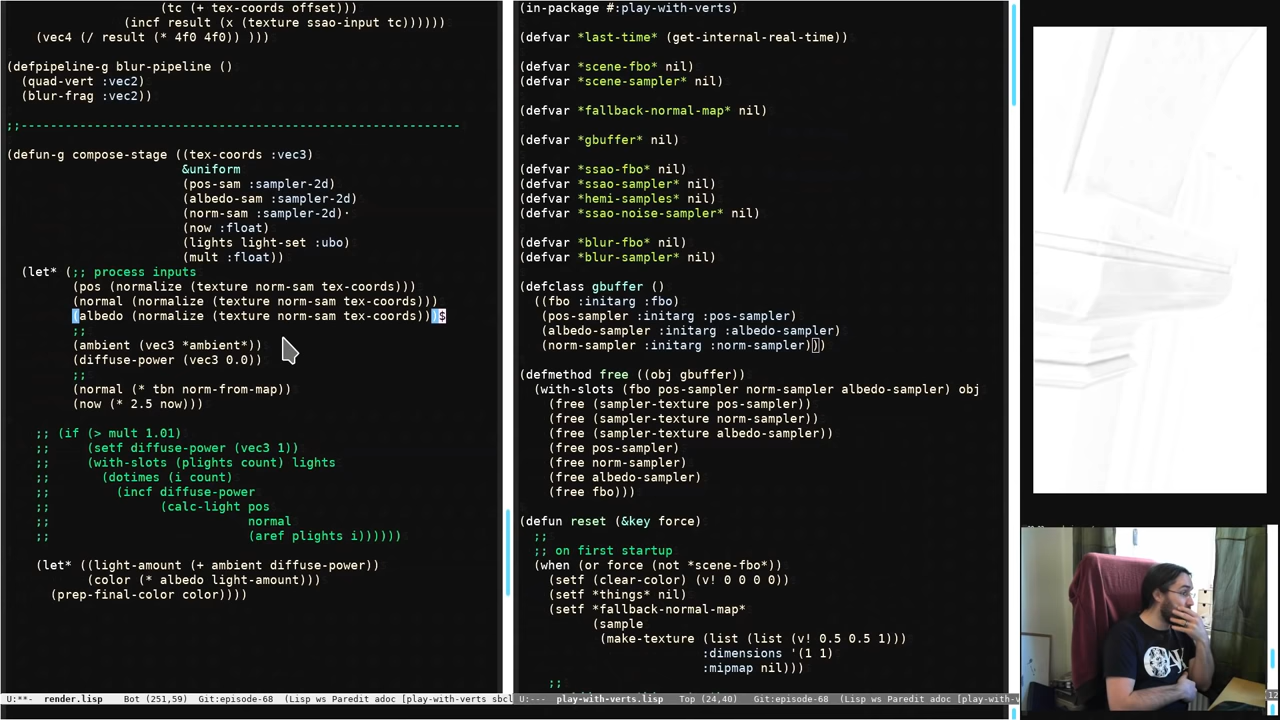 (tc (+ tex-coords offset)))
(incf result (x (texture ssao-input tc))))))
(vec4 (/ result (* 4f0 4f0)) )))
(defpipeline-g blur-pipeline ()
(quad-vert :vec2)
(blur-frag :vec2))
;;------------------------------------------------------------
(defun-g compose-stage ((tex-coords :vec3)
&uniform
(pos-sam :sampler-2d)
(albedo-sam :sampler-2d)
(norm-sam :sampler-2d)·
(now :float)
(lights light-set :ubo)
(mult :float))
(let* (;; process inputs
(pos (normalize (texture norm-sam tex-coords)))
(normal (normalize (texture norm-sam tex-coords)))
(albedo (normalize (texture norm-sam tex-coords)))$
;;
(ambient (vec3 *ambient*))
(diffuse-power (vec3 0.0))
;;
(normal (* tbn norm-from-map))
(now (* 2.5 now)))
;; (if (> mult 1.01)
;;     (setf diffuse-power (vec3 1))
;;     (with-slots (plights count) lights
;;       (dotimes (i count)
;;         (incf diffuse-power
;;               (calc-light pos
;;                           normal
;;                           (aref plights i))))))
(let* ((light-amount (+ ambient diffuse-power))
(color (* albedo light-amount)))
(prep-final-color color))))
U:**-  render.lisp   Bot (251,59)  Git:episode-68  (Lisp ws Paredit adoc [play-with-verts sbcl
(in-package #:play-with-verts)
(defvar *last-time* (get-internal-real-time))
(defvar *scene-fbo* nil)
(defvar *scene-sampler* nil)
(defvar *fallback-normal-map* nil)
(defvar *gbuffer* nil)
(defvar *ssao-fbo* nil)
(defvar *ssao-sampler* nil)
(defvar *hemi-samples* nil)
(defvar *ssao-noise-sampler* nil)
(defvar *blur-fbo* nil)
(defvar *blur-sampler* nil)
(defclass gbuffer ()
((fbo :initarg :fbo)
(pos-sampler :initarg :pos-sampler)
(albedo-sampler :initarg :albedo-sampler)
(norm-sampler :initarg :norm-sampler)))
(defmethod free ((obj gbuffer))
(with-slots (fbo pos-sampler norm-sampler albedo-sampler) obj
(free (sampler-texture pos-sampler))
(free (sampler-texture norm-sampler))
(free (sampler-texture albedo-sampler))
(free pos-sampler)
(free norm-sampler)
(free albedo-sampler)
(free fbo)))
(defun reset (&key force)
;;
;; on first startup
(when (or force (not *scene-fbo*))
(setf (clear-color) (v! 0 0 0 0))
(setf *things* nil)
(setf *fallback-normal-map*
(sample
(make-texture (list (list (v! 0.5 0.5 1)))
:dimensions '(1 1)
:mipmap nil)))
;;
U:---  play-with-verts.lisp   Top (24,40)   Git:episode-68  (Lisp ws Paredit adoc [play-with-v